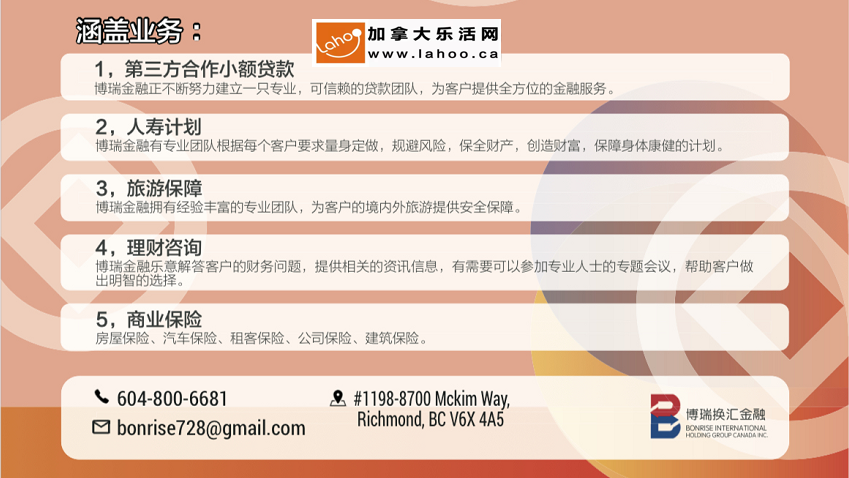 涵盖业务：
Laho
加拿大乐活网
www.lahoo.ca
1，第三方合作小额贷款
博瑞金融正不断努力建立一只专业，可信赖的贷款团队，为客户提供全方位的金融服务。
2，人寿计划
博瑞金融有专业团队根据每个客户要求量身定做，规避风险，保全财产，创造财富，保障身体康健的计划。
3，旅游保障
博瑞金融拥有经验丰富的专业团队，为客户的境内外旅游提供安全保障。
4，理财咨询
博瑞金融乐意解答客户的财务问题，提供相关的资讯信息，有需要可以参加专业人士的专题会议，帮助客户做
出明智的选择。
5，商业保险
房屋保险、汽车保险、租客保险、公司保险、建筑保险。
604-800-6681
bonrise728@gmail.com
#1198-8700 Mckim Way,
Richmond, BC V6X 4A5
博瑞换汇金融
BONRISE INTERNATIONAL
HOLDING GROUP CANADA INC.